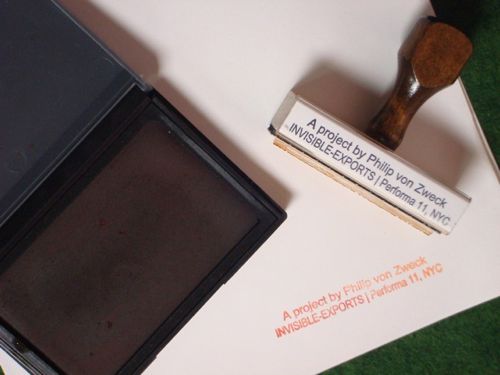 A project by Philip von Zweck
INVISIBLE-EXPORTS | Performa 11, NYC
A project by Philip von Zweck
INVISIBLE-EXPORTS | Performa 11, NYC